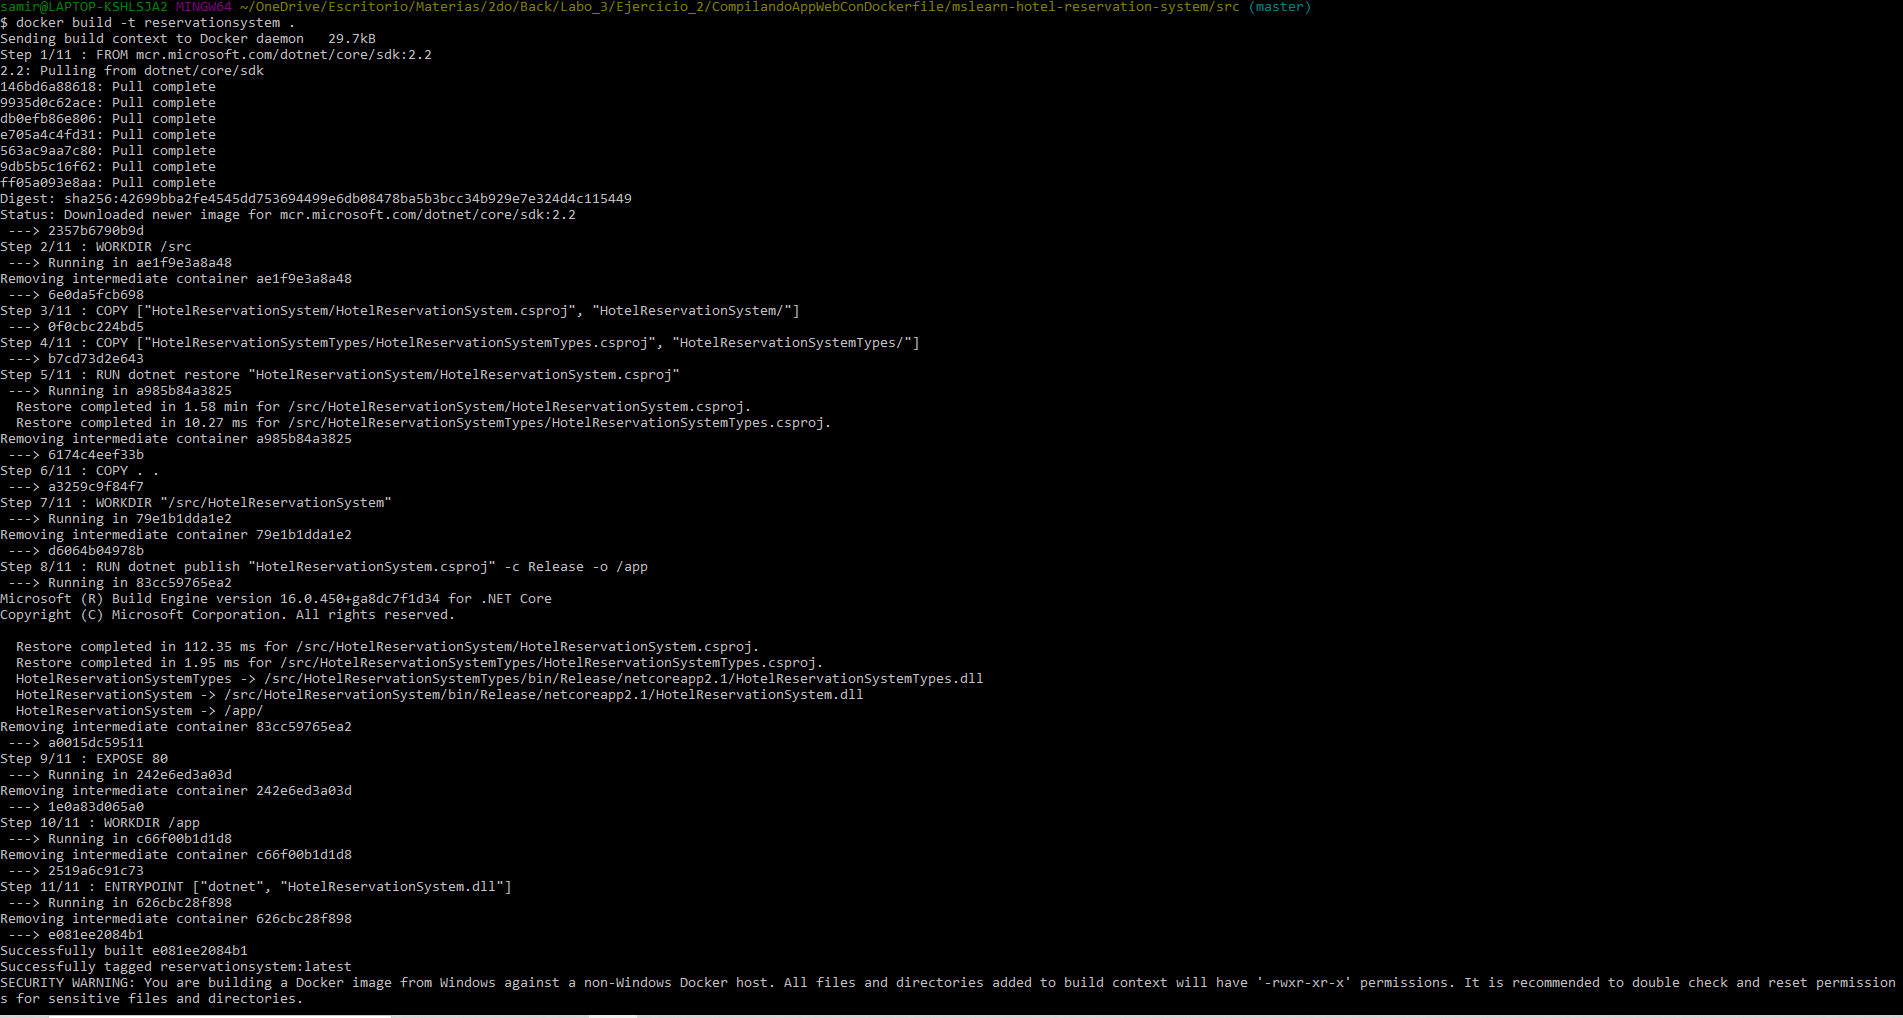 samir@LAPTOP-KSHLSJA2 MINGW64 ~/OneDrive/Escritorio/Materias/2do/Back/Labo_3/Ejercicio_2/CompilandoAppWebConDockerfile/mslearn-hotel-reservation-system/src (master)
$ docker build -t reservationsystem .
Sending build context to Docker daemon   29.7kB
Step 1/11 : FROM mcr.microsoft.com/dotnet/core/sdk:2.2
2.2: Pulling from dotnet/core/sdk
146bd6a88618: Pull complete
9935d0c62ace: Pull complete
db0efb86e806: Pull complete
e705a4c4fd31: Pull complete
563ac9aa7c80: Pull complete
9db5b5c16f62: Pull complete
ff05a093e8aa: Pull complete
Digest: sha256:42699bba2fe4545dd753694499e6db08478ba5b3bcc34b929e7e324d4c115449
Status: Downloaded newer image for mcr.microsoft.com/dotnet/core/sdk:2.2
 ---> 2357b6790b9d
Step 2/11 : WORKDIR /src
 ---> Running in ae1f9e3a8a48
Removing intermediate container ae1f9e3a8a48
 ---> 6e0da5fcb698
Step 3/11 : COPY ["HotelReservationSystem/HotelReservationSystem.csproj", "HotelReservationSystem/"]
 ---> 0f0cbc224bd5
Step 4/11 : COPY ["HotelReservationSystemTypes/HotelReservationSystemTypes.csproj", "HotelReservationSystemTypes/"]
 ---> b7cd73d2e643
Step 5/11 : RUN dotnet restore "HotelReservationSystem/HotelReservationSystem.csproj"
 ---> Running in a985b84a3825
  Restore completed in 1.58 min for /src/HotelReservationSystem/HotelReservationSystem.csproj.
  Restore completed in 10.27 ms for /src/HotelReservationSystemTypes/HotelReservationSystemTypes.csproj.
Removing intermediate container a985b84a3825
 ---> 6174c4eef33b
Step 6/11 : COPY . .
 ---> a3259c9f84f7
Step 7/11 : WORKDIR "/src/HotelReservationSystem"
 ---> Running in 79e1b1dda1e2
Removing intermediate container 79e1b1dda1e2
 ---> d6064b04978b
Step 8/11 : RUN dotnet publish "HotelReservationSystem.csproj" -c Release -o /app
 ---> Running in 83cc59765ea2
Microsoft (R) Build Engine version 16.0.450+ga8dc7f1d34 for .NET Core
Copyright (C) Microsoft Corporation. All rights reserved.
  Restore completed in 112.35 ms for /src/HotelReservationSystem/HotelReservationSystem.csproj.
  Restore completed in 1.95 ms for /src/HotelReservationSystemTypes/HotelReservationSystemTypes.csproj.
  HotelReservationSystemTypes -> /src/HotelReservationSystemTypes/bin/Release/netcoreapp2.1/HotelReservationSystemTypes.dll
  HotelReservationSystem -> /src/HotelReservationSystem/bin/Release/netcoreapp2.1/HotelReservationSystem.dll
  HotelReservationSystem -> /app/
Removing intermediate container 83cc59765ea2
 ---> a0015dc59511
Step 9/11 : EXPOSE 80
 ---> Running in 242e6ed3a03d
Removing intermediate container 242e6ed3a03d
 ---> 1e0a83d065a0
Step 10/11 : WORKDIR /app
 ---> Running in c66f00b1d1d8
Removing intermediate container c66f00b1d1d8
 ---> 2519a6c91c73
Step 11/11 : ENTRYPOINT ["dotnet", "HotelReservationSystem.dll"]
 ---> Running in 626cbc28f898
Removing intermediate container 626cbc28f898
 ---> e081ee2084b1
Successfully built e081ee2084b1
Successfully tagged reservationsystem:latest
SECURITY WARNING: You are building a Docker image from Windows against a non-Windows Docker host. All files and directories added to build context will have '-rwxr-xr-x' permissions. It is recommended to double check and reset permission
s for sensitive files and directories.